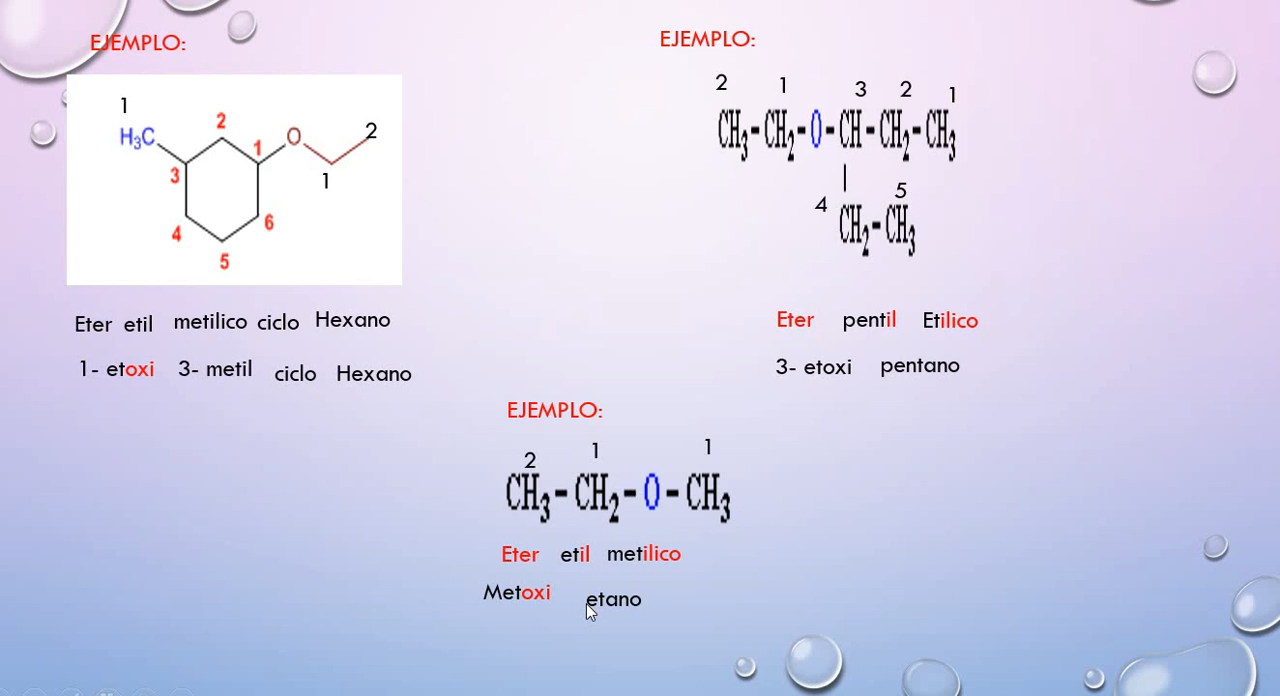 EJEMPLO:
1
H₃C
2
O
2
1
1
3
4
6
5
Eter etil metilico ciclo Hexano
1- etoxi 3- metil ciclo Hexano
EJEMPLO:
2 1 3 2 1
CH₃-CH₂-O-CH-CH₂-CH₃
4 5
CH₂-CH₃
Eter pentil Etilico
3- etoxi pentano
EJEMPLO:
2 1 1
CH₃-CH₂-O-CH₃
Eter etil metilico
Metoxi etano